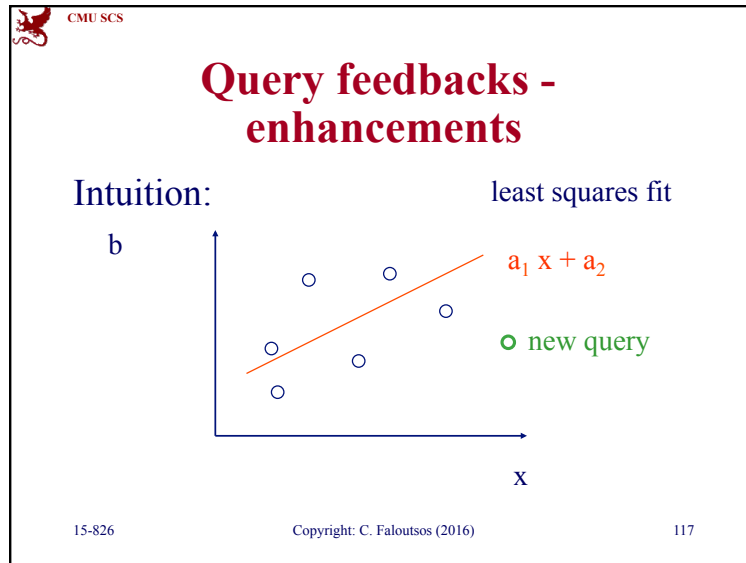 CMU SCS
Query feedbacks -
enhancements
Intuition:
least squares fit
b
a₁ x + a₂
new query
x
15-826
Copyright: C. Faloutsos (2016)
117